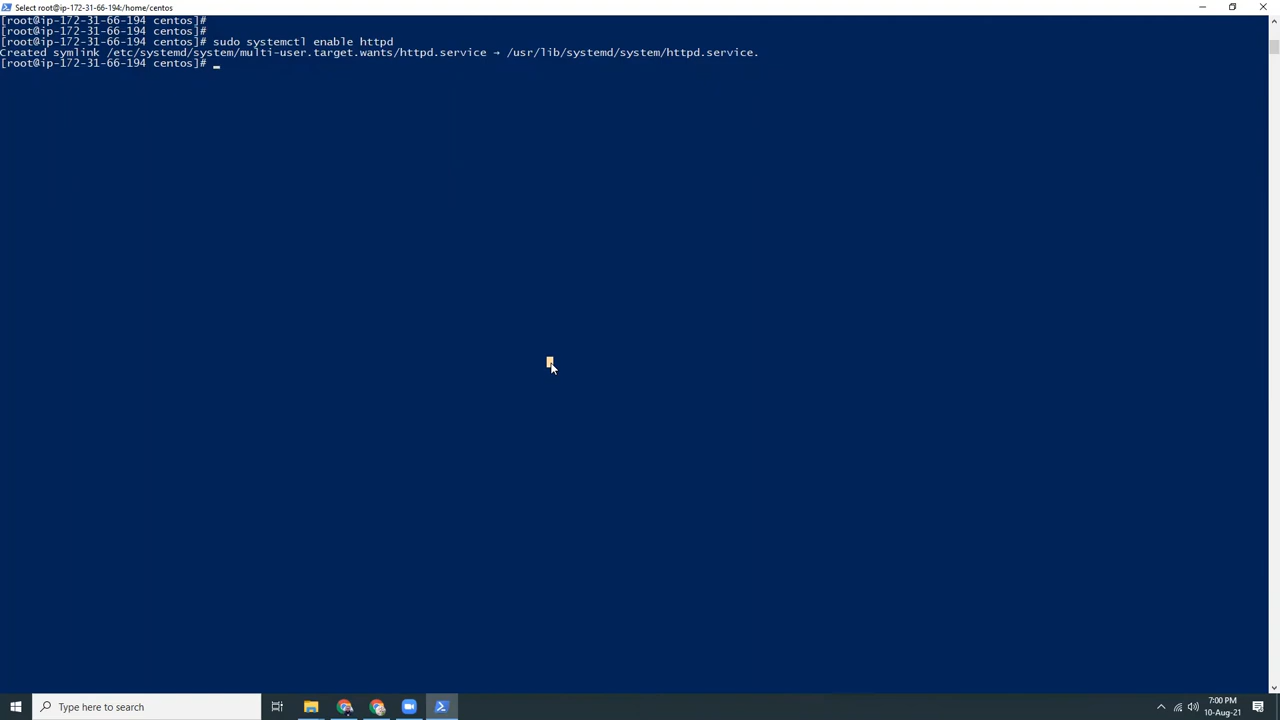 Select root@ip-172-31-66-194:/home/centos
[root@ip-172-31-66-194 centos]#
[root@ip-172-31-66-194 centos]#
[root@ip-172-31-66-194 centos]# sudo systemctl enable httpd
Created symlink /etc/systemd/system/multi-user.target.wants/httpd.service → /usr/lib/systemd/system/httpd.service.
[root@ip-172-31-66-194 centos]# _
Type here to search
7:00 PM
10-Aug-21